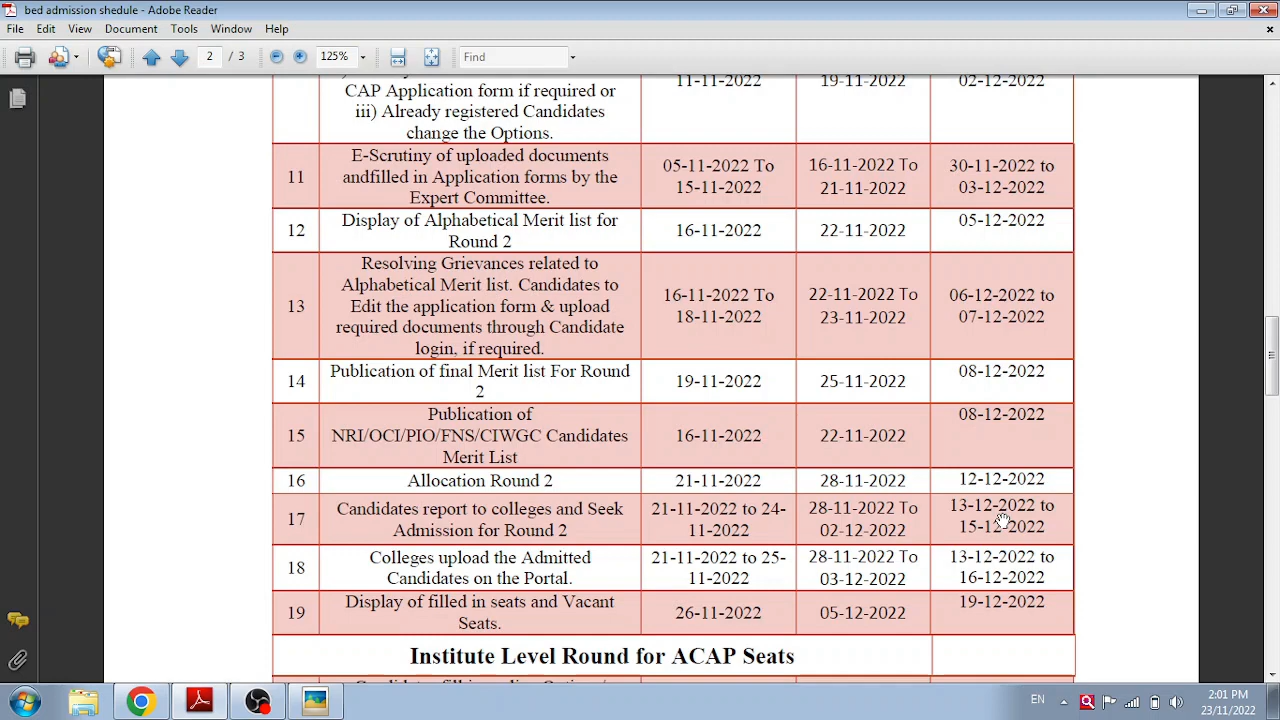 bed admission shedule - Adobe Reader
File Edit View Document Tools Window Help
2 / 3 125% Find
11-11-2022 19-11-2022 02-12-2022
CAP Application form if required or
iii) Already registered Candidates
change the Options.
11 E-Scrutiny of uploaded documents
andfilled in Application forms by the
Expert Committee.
05-11-2022 To
15-11-2022
16-11-2022 To
21-11-2022
30-11-2022 to
03-12-2022
12 Display of Alphabetical Merit list for
Round 2
16-11-2022 22-11-2022 05-12-2022
13 Resolving Grievances related to
Alphabetical Merit list. Candidates to
Edit the application form & upload
required documents through Candidate
login, if required.
16-11-2022 To
18-11-2022
22-11-2022 To
23-11-2022
06-12-2022 to
07-12-2022
14 Publication of final Merit list For Round
2
19-11-2022 25-11-2022 08-12-2022
15 Publication of
NRI/OCI/PIO/FNS/CIWGC Candidates
Merit List
16-11-2022 22-11-2022 08-12-2022
16 Allocation Round 2 21-11-2022 28-11-2022 12-12-2022
17 Candidates report to colleges and Seek
Admission for Round 2
21-11-2022 to 24-
11-2022
28-11-2022 To
02-12-2022
13-12-2022 to
15-12-2022
18 Colleges upload the Admitted
Candidates on the Portal.
21-11-2022 to 25-
11-2022
28-11-2022 To
03-12-2022
13-12-2022 to
16-12-2022
19 Display of filled in seats and Vacant
Seats.
26-11-2022 05-12-2022 19-12-2022
Institute Level Round for ACAP Seats
EN 2:01 PM
23/11/2022